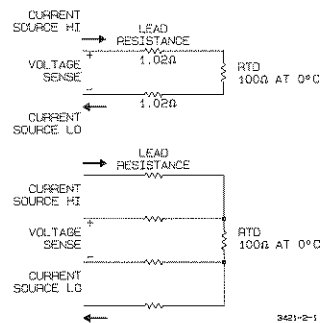 CURRENT
SOURCE HI
LEAD
RESISTANCE
1.02Ω
+
VOLTAGE
SENSE
−
RTD
100Ω AT 0°C
1.02Ω
CURRENT
SOURCE LO
LEAD
RESISTANCE
CURRENT
SOURCE HI
+
VOLTAGE
SENSE
−
RTD
100Ω AT 0°C
CURRENT
SOURCE LO
3421-2-1